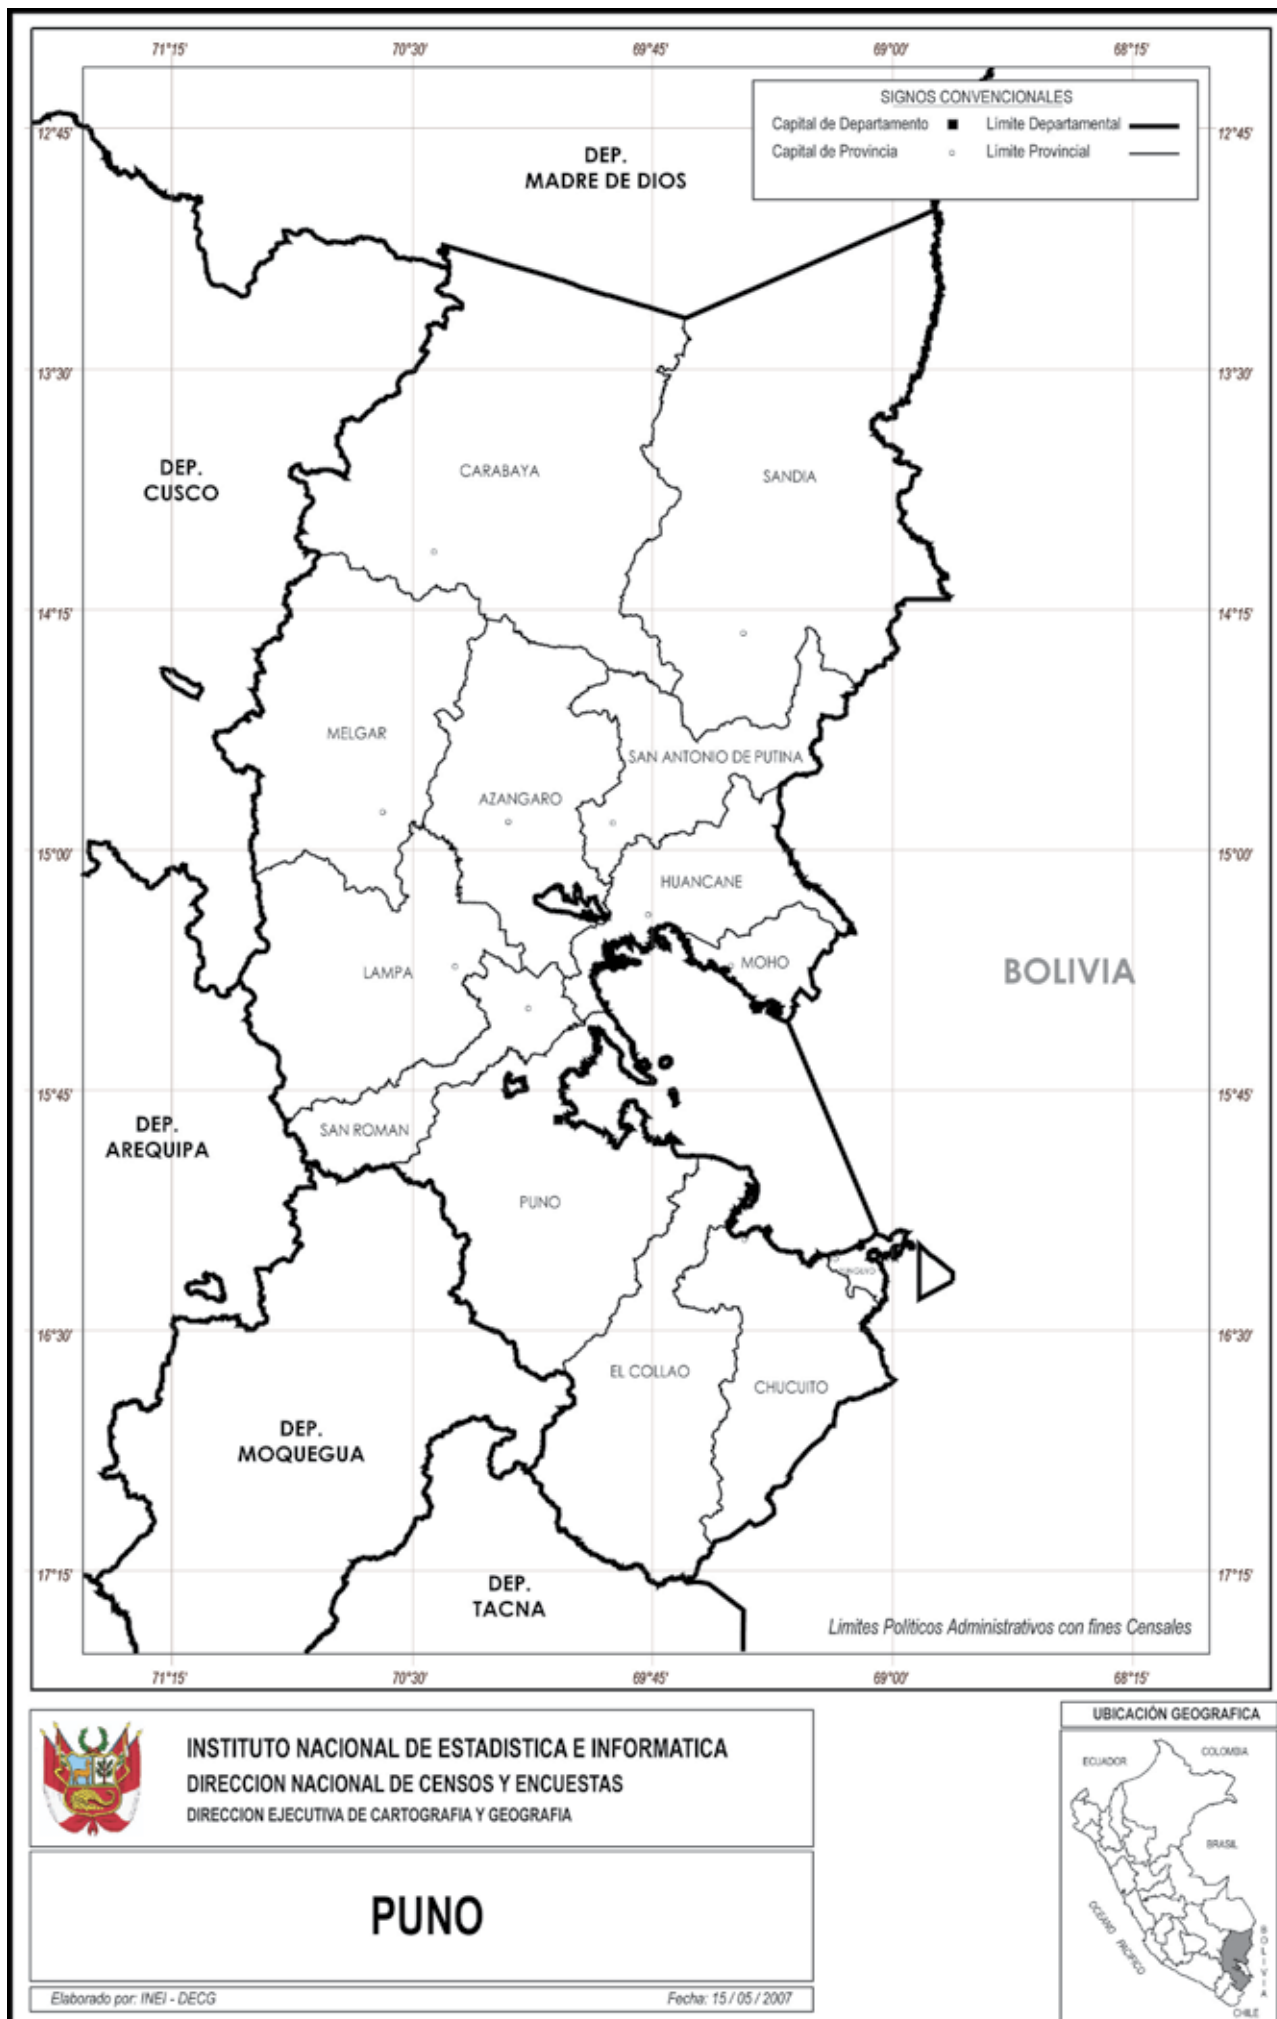 71°15' 70°30' 69°45' 69°00' 68°15'
SIGNOS CONVENCIONALES
Capital de Departamento Limite Departamental
Capital de Provincia Limite Provincial
12°45' 12°45'
DEP.
MADRE DE DIOS
13°30' 13°30'
DEP.
CUSCO
CARABAYA
SANDIA
14°15' 14°15'
MELGAR
SAN ANTONIO DE PUTINA
AZANGARO
15°00' 15°00'
HUANCANE
LAMPA
MOHO
BOLIVIA
15°45' 15°45'
DEP.
AREQUIPA
SAN ROMAN
PUNO
16°30' 16°30'
EL COLLAO
CHUCUITO
DEP.
MOQUEGUA
17°15' 17°15'
DEP.
TACNA
Limites Políticos Administrativos con fines Censales
71°15' 70°30' 69°45' 69°00' 68°15'
INSTITUTO NACIONAL DE ESTADISTICA E INFORMATICA
DIRECCION NACIONAL DE CENSOS Y ENCUESTAS
DIRECCION EJECUTIVA DE CARTOGRAFIA Y GEOGRAFIA
PUNO
Elaborado por: INEI - DECG
Fecha: 15 / 05 / 2007
UBICACIÓN GEOGRAFICA
ECUADOR
COLOMBIA
BRASIL
OCEANO PACIFICO
BOLIVIA
CHILE